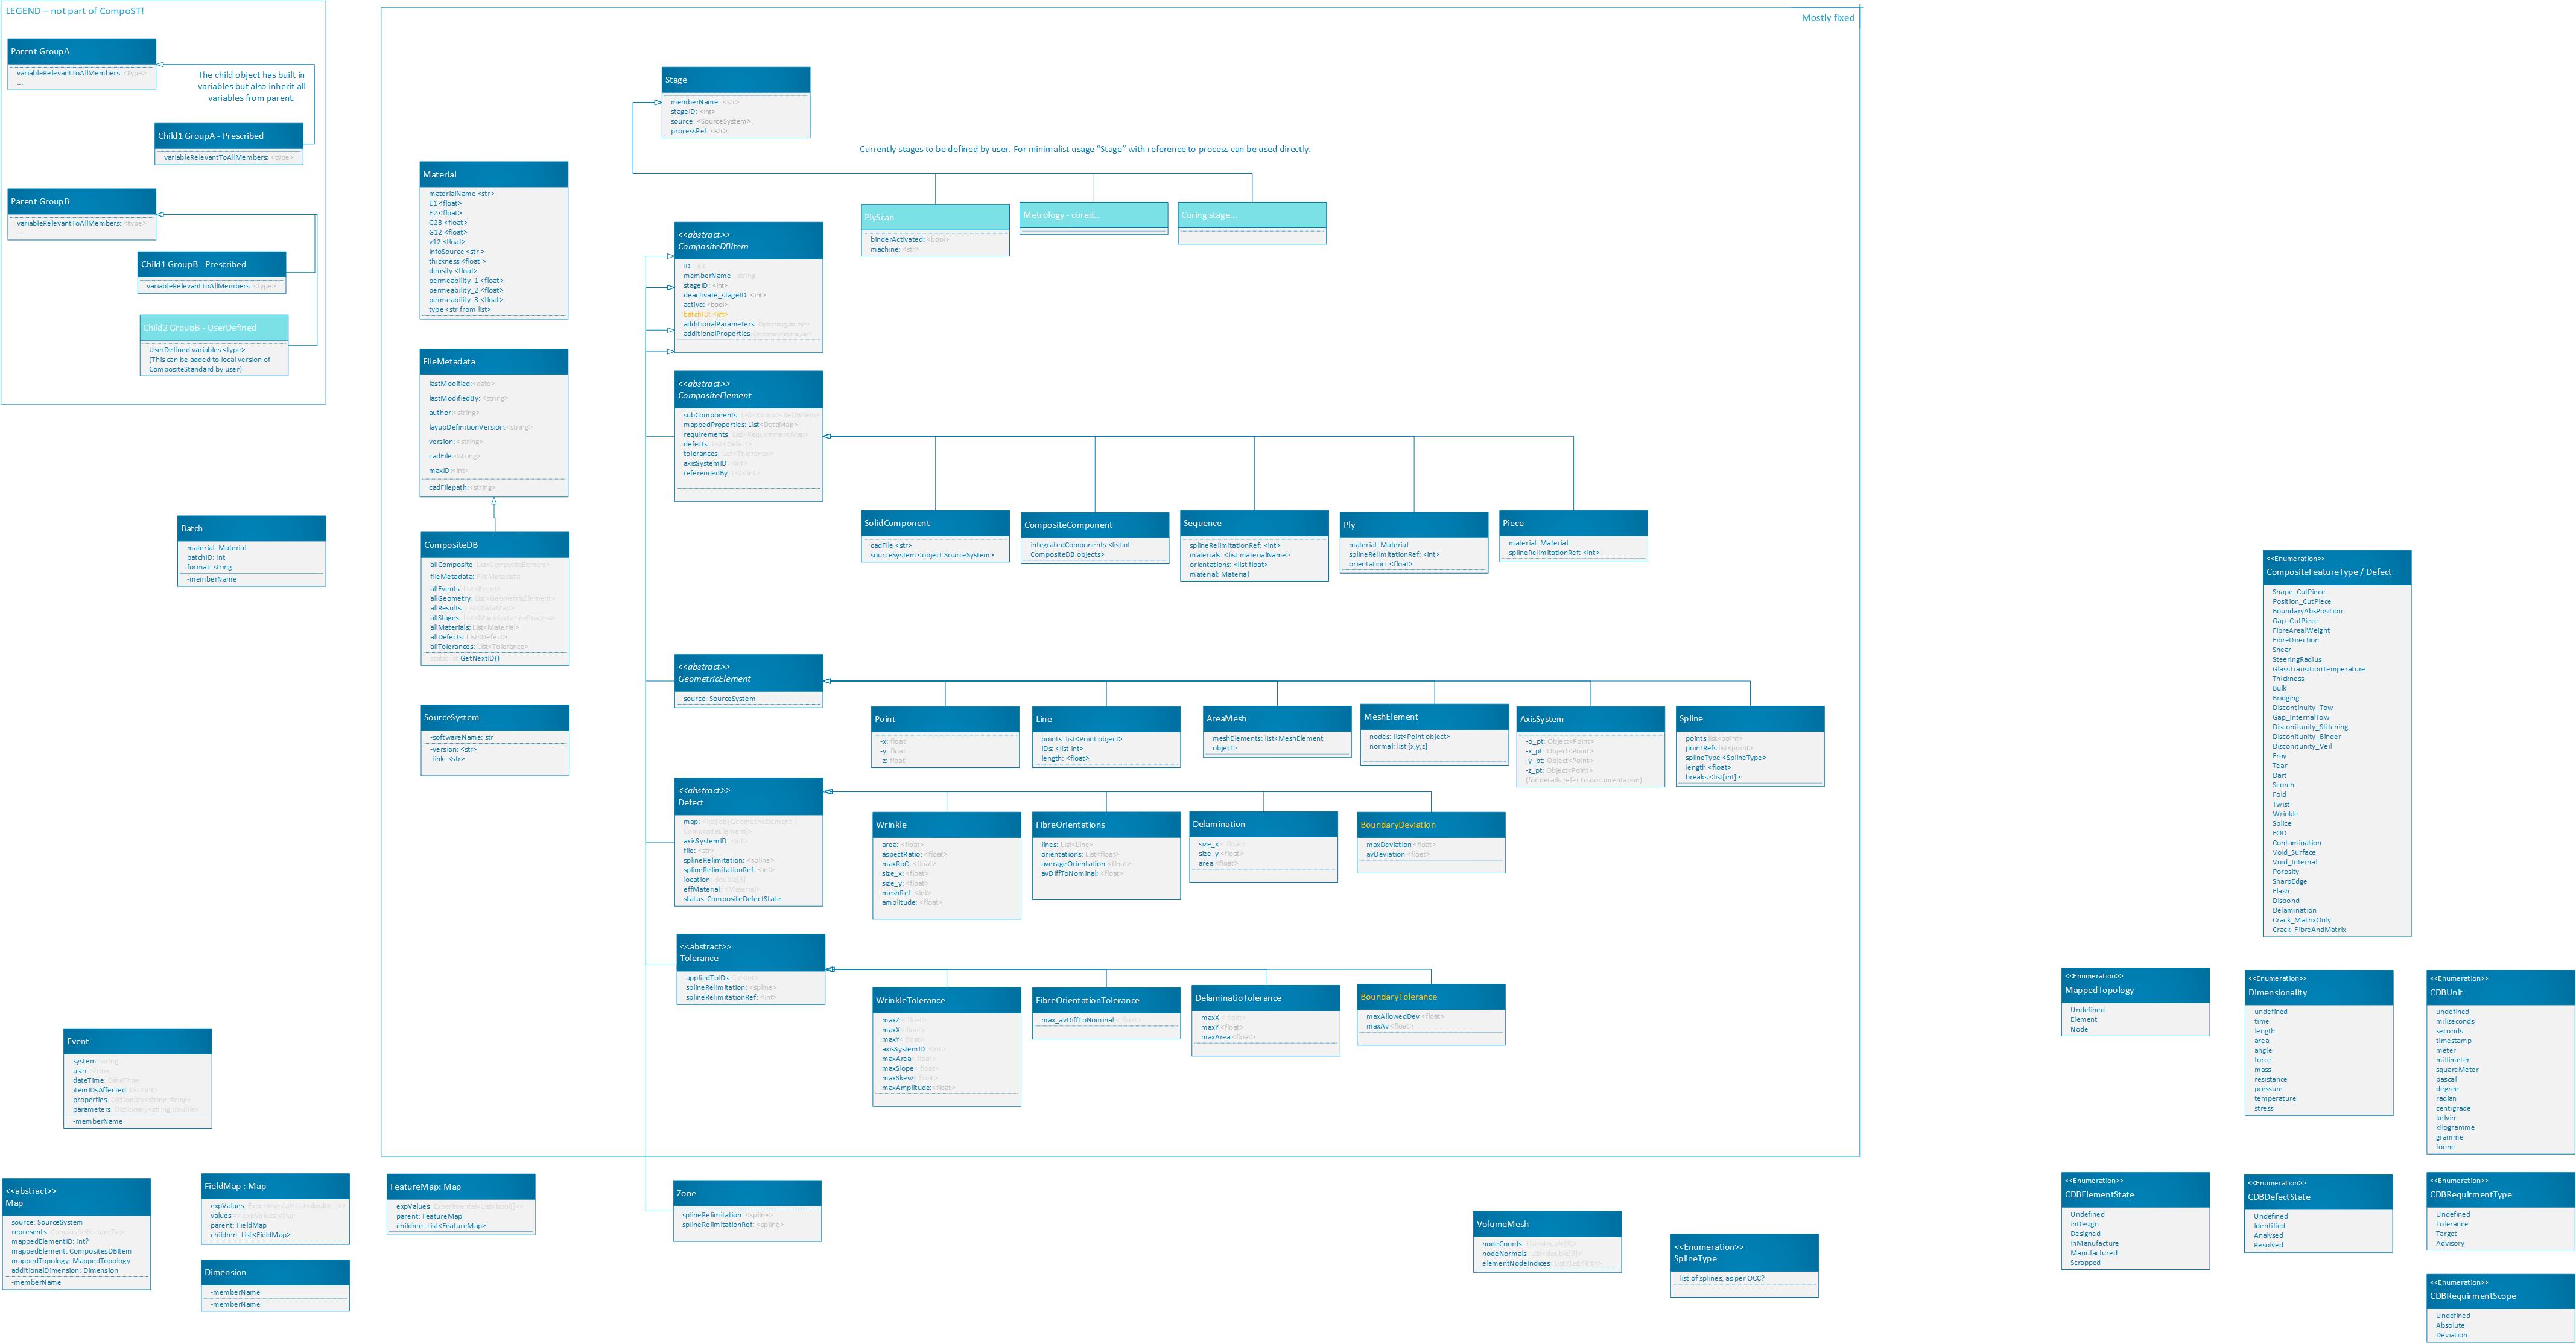 LEGEND – not part of CompoST!
Parent GroupA
variableRelevantToAllMembers: <type>
...
The child object has built in
variables but also inherit all
variables from parent.
Child1 GroupA - Prescribed
variableRelevantToAllMembers: <type>
Parent GroupB
variableRelevantToAllMembers: <type>
...
Child1 GroupB - Prescribed
variableRelevantToAllMembers: <type>
Child2 GroupB - UserDefined
UserDefined variables <type>
(This can be added to local version of
CompositeStandard by user)
Mostly fixed
Stage
memberName: <str>
stageID: <int>
source <SourceSystem>
processRef: <str>
Currently stages to be defined by user. For minimalist usage “Stage” with reference to process can be used directly.
PlyScan
binderActivated: <bool>
machine: <str>
Metrology - cured...
Curing stage...
Material
materialName <str>
E1 <float>
E2 <float>
G23 <float>
G12 <float>
v12 <float>
infoSource <str >
thickness <float >
density <float>
permeability_1 <float>
permeability_2 <float>
permeability_3 <float>
type <str from list>
FileMetadata
lastModified: <date>
lastModifiedBy: <string>
author:<string>
layupDefinitionVersion:<string>
version: <string>
cadFile:<string>
maxID:<int>
cadFilepath:<string>
CompositeDB
allComposite List<CompositeElement>
fileMetadata: FileMetadata
allEvents List<Event>
allGeometry List<GeometricElement>
allResults: List<DataMap>
allStages List<ManufacturingProcess>
allMaterials: List<Material>
allDefects: List<Defect>
allTolerances: List<Tolerance>
static int GetNextID()
SourceSystem
-softwareName: str
-version: <str>
-link: <str>
Batch
material: Material
batchID: int
format: string
-memberName
<<abstract>>
CompositeDBItem
ID int
memberName string
stageID: <int>
deactivate_stageID: <int>
active: <bool>
batchID: <int>
additionalParameters
additionalProperties
<<abstract>>
CompositeElement
subComponents List<CompositeDBItem>
mappedProperties: List<DataMap>
requirements List<RequirementMap>
defects List<Defect>
tolerances List<Tolerance>
axisSystemID <int>
referencedBy List<int>
SolidComponent
cadFile <str>
sourceSystem <object SourceSystem>
CompositeComponent
integratedComponents <list of
CompositeDB objects>
Sequence
splineRelimitationRef: <int>
materials: <list materialName>
orientations: <list float>
material: Material
Ply
material: Material
splineRelimitationRef: <int>
orientation: <float>
Piece
material: Material
splineRelimitationRef: <int>
<<abstract>>
GeometricElement
source SourceSystem
Point
-x: float
-y: float
-z: float
Line
points: list<Point object>
IDs: <list int>
length: <float>
AreaMesh
meshElements: list<MeshElement
object>
MeshElement
nodes: list<Point object>
normal: list [x,y,z]
AxisSystem
-o_pt: Object<Point>
-x_pt: Object<Point>
-y_pt: Object<Point>
-z_pt: Object<Point>
(for details refer to documentation)
Spline
points list<point>
pointRefs list<point>
splineType <SplineType>
length <float>
breaks <list[int]>
<<abstract>>
Defect
map: <list[obj GeometricElement /
CompositeElement]>
axisSystemID <int>
file: <str>
splineRelimitation: <spline>
splineRelimitationRef: <int>
location double[3]
effMaterial <Material>
status: CompositeDefectState
Wrinkle
area: <float>
aspectRatio: <float>
maxRoC: <float>
size_x: <float>
size_y: <float>
meshRef: <int>
amplitude: <float>
FibreOrientations
lines: List<Line>
orientations: List<float>
averageOrientation:<float>
avDiffToNominal: <float>
Delamination
size_x <float>
size_y <float>
area <float>
BoundaryDeviation
maxDeviation <float>
avDeviation <float>
<<abstract>>
Tolerance
appliedToIDs: list<int>
splineRelimitation: <spline>
splineRelimitationRef: <int>
WrinkleTolerance
maxZ <float>
maxX <float>
maxY <float>
axisSystemID <int>
maxArea <float>
maxSlope <float>
maxSkew <float>
maxAmplitude:<float>
FibreOrientationTolerance
max_avDiffToNominal <float>
DelaminatioTolerance
maxX <float>
maxY <float>
maxArea <float>
BoundaryTolerance
maxAllowedDev <float>
maxAv <float>
Event
system string
user string
dateTime DateTime
itemIDsAffected List<int>
properties Dictionary<string,string>
parameters Dictionary<string,double>
-memberName
<<abstract>>
Map
source: SourceSystem
represents CompositeFeatureType
mappedElementID: int?
mappedElement: CompositesDBItem
mappedTopology: MappedTopology
additionalDimension: Dimension
-memberName
FieldMap : Map
expValues
values
parent: FieldMap
children: List<FieldMap>
Dimension
-memberName
-memberName
FeatureMap: Map
expValues
parent: FeatureMap
children: List<FeatureMap>
Zone
splineRelimitation: <spline>
splineRelimitationRef: <spline>
VolumeMesh
nodeCoords List<double[3]>
nodeNormals List<double[3]>
elementNodeIndices List<List<int>>
<<Enumeration>>
SplineType
list of splines, as per OCC?
<<Enumeration>>
CompositeFeatureType / Defect
Shape_CutPiece
Position_CutPiece
BoundaryAbsPosition
Gap_CutPiece
FibreArealWeight
FibreDirection
Shear
SteeringRadius
GlassTransitionTemperature
Thickness
Bulk
Bridging
Discontinuity_Tow
Gap_InternalTow
Disconitunity_Stitching
Disconitunity_Binder
Disconitunity_Veil
Fray
Tear
Dart
Scorch
Fold
Twist
Wrinkle
Splice
FOD
Contamination
Void_Surface
Void_Internal
Porosity
SharpEdge
Flash
Disbond
Delamination
Crack_MatrixOnly
Crack_FibreAndMatrix
<<Enumeration>>
MappedTopology
Undefined
Element
Node
<<Enumeration>>
Dimensionality
undefined
time
length
area
angle
force
mass
resistance
pressure
temperature
stress
<<Enumeration>>
CDBUnit
undefined
miliseconds
seconds
timestamp
meter
millimeter
squareMeter
pascal
degree
radian
centigrade
kelvin
kilogramme
gramme
tonne
<<Enumeration>>
CDBElementState
Undefined
InDesign
Designed
InManufacture
Manufactured
Scrapped
<<Enumeration>>
CDBDefectState
Undefined
Identified
Analysed
Resolved
<<Enumeration>>
CDBRequirmentType
Undefined
Tolerance
Target
Advisory
<<Enumeration>>
CDBRequirmentScope
Undefined
Absolute
Deviation